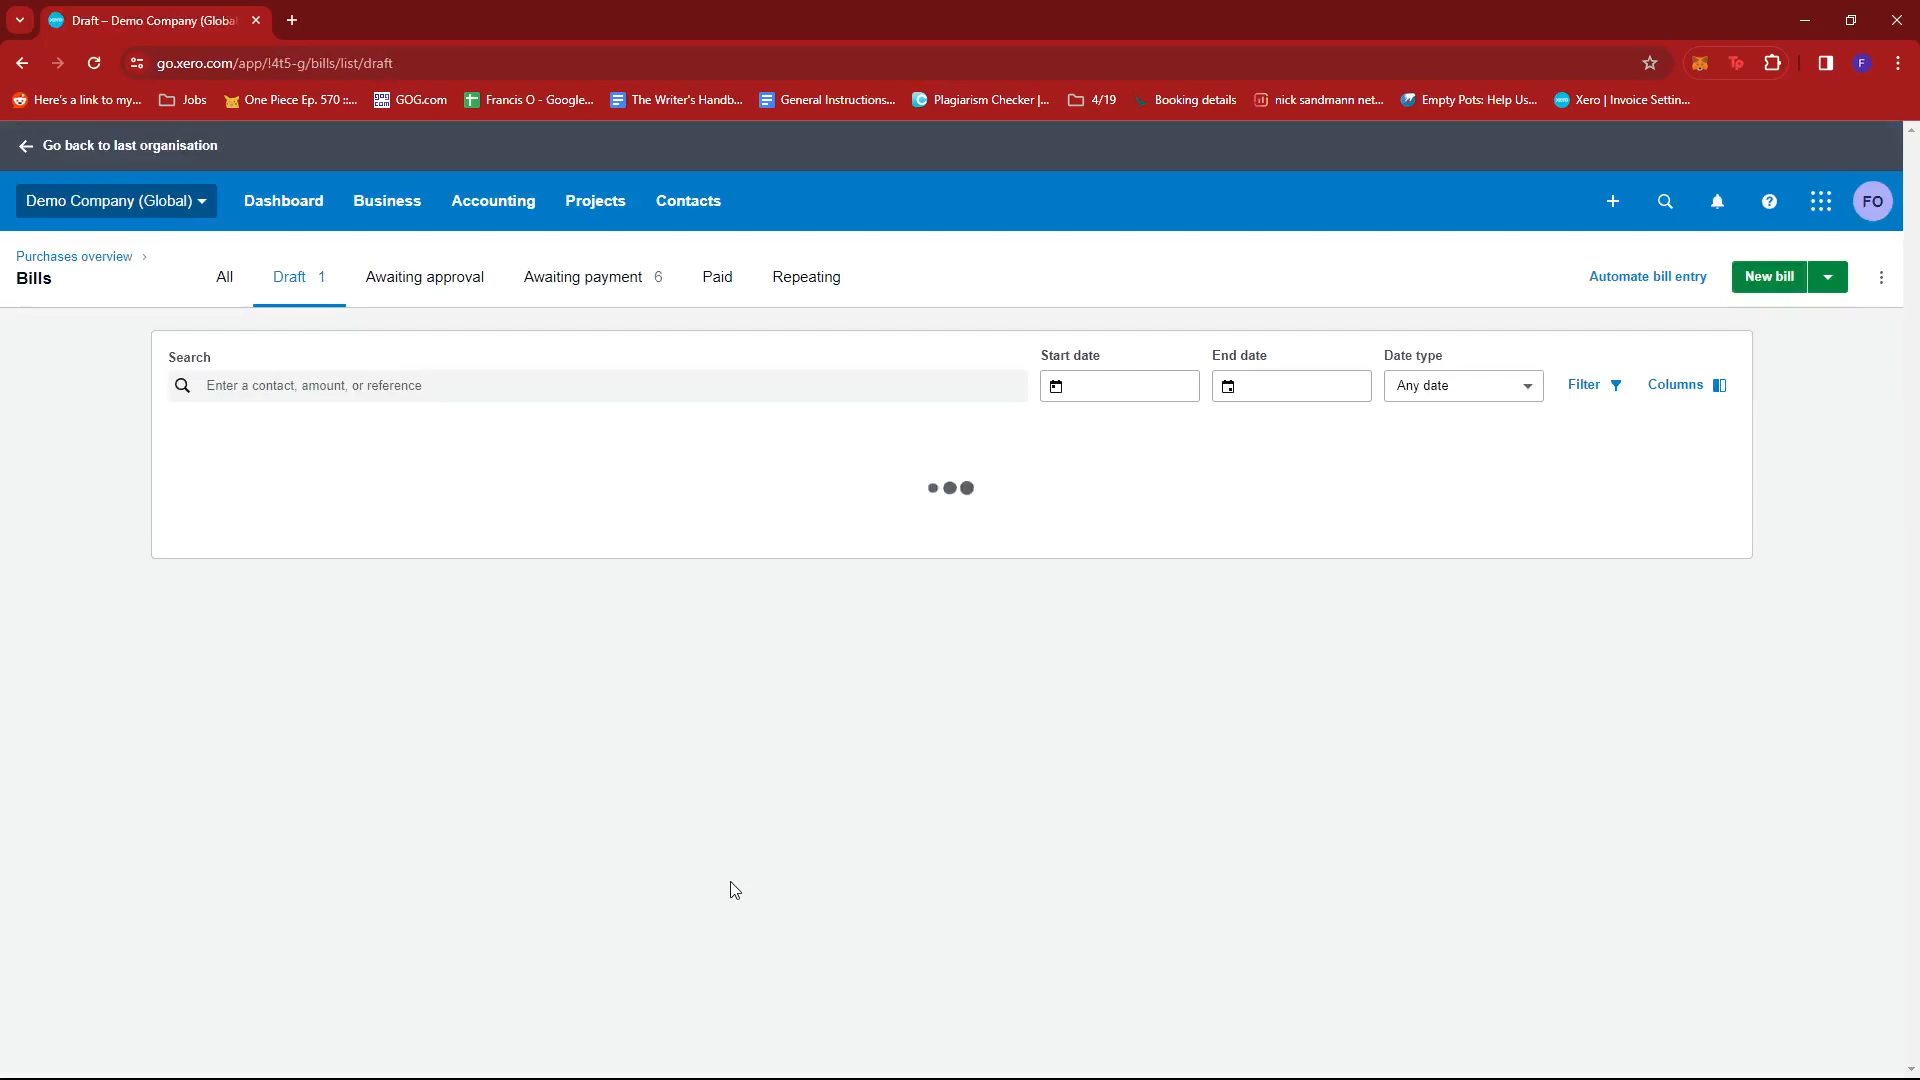 Draft – Demo Company (Globa
go.xero.com/app/!4t5-g/bills/list/draft
Here's a link to my...
Jobs
One Piece Ep. 570 ::...
GOG.com
Francis O - Google...
The Writer's Handb...
General Instructions...
Plagiarism Checker |...
4/19
Booking details
nick sandmann net...
Empty Pots: Help Us...
Xero | Invoice Settin...
Go back to last organisation
Demo Company (Global)
Dashboard
Business
Accounting
Projects
Contacts
FO
Purchases overview
Bills
All
Draft 1
Awaiting approval
Awaiting payment 6
Paid
Repeating
Automate bill entry
New bill
Search
Enter a contact, amount, or reference
Start date
End date
Date type
Any date
Filter
Columns